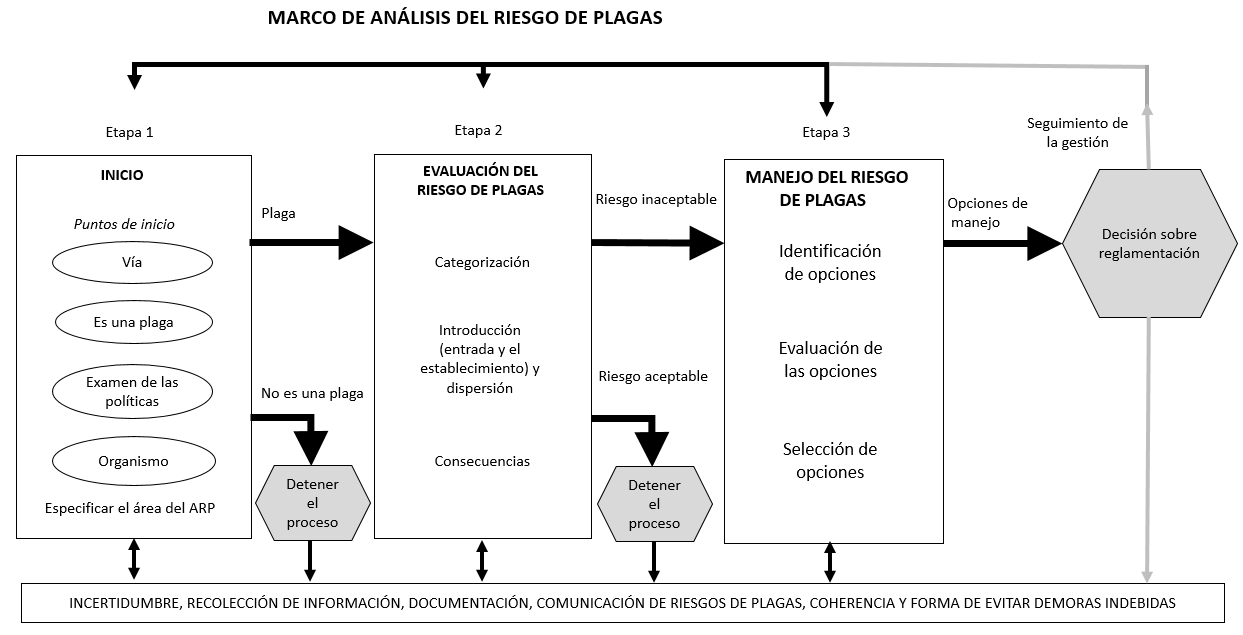 MARCO DE ANÁLISIS DEL RIESGO DE PLAGAS
Etapa 1
INICIO
Puntos de inicio
Vía
Es una plaga
Examen de las
políticas
Organismo
Especificar el área del ARP
Plaga
No es una plaga
Detener
el
proceso
Etapa 2
EVALUACIÓN DEL
RIESGO DE PLAGAS
Categorización
Introducción
(entrada y el
establecimiento) y
dispersión
Consecuencias
Riesgo inaceptable
Riesgo aceptable
Detener
el
proceso
Etapa 3
MANEJO DEL RIESGO
DE PLAGAS
Identificación
de opciones
Evaluación de
las opciones
Selección de
opciones
Opciones de
manejo
Seguimiento de
la gestión
Decisión sobre
reglamentación
INCERTIDUMBRE, RECOLECCIÓN DE INFORMACIÓN, DOCUMENTACIÓN, COMUNICACIÓN DE RIESGOS DE PLAGAS, COHERENCIA Y FORMA DE EVITAR DEMORAS INDEBIDAS